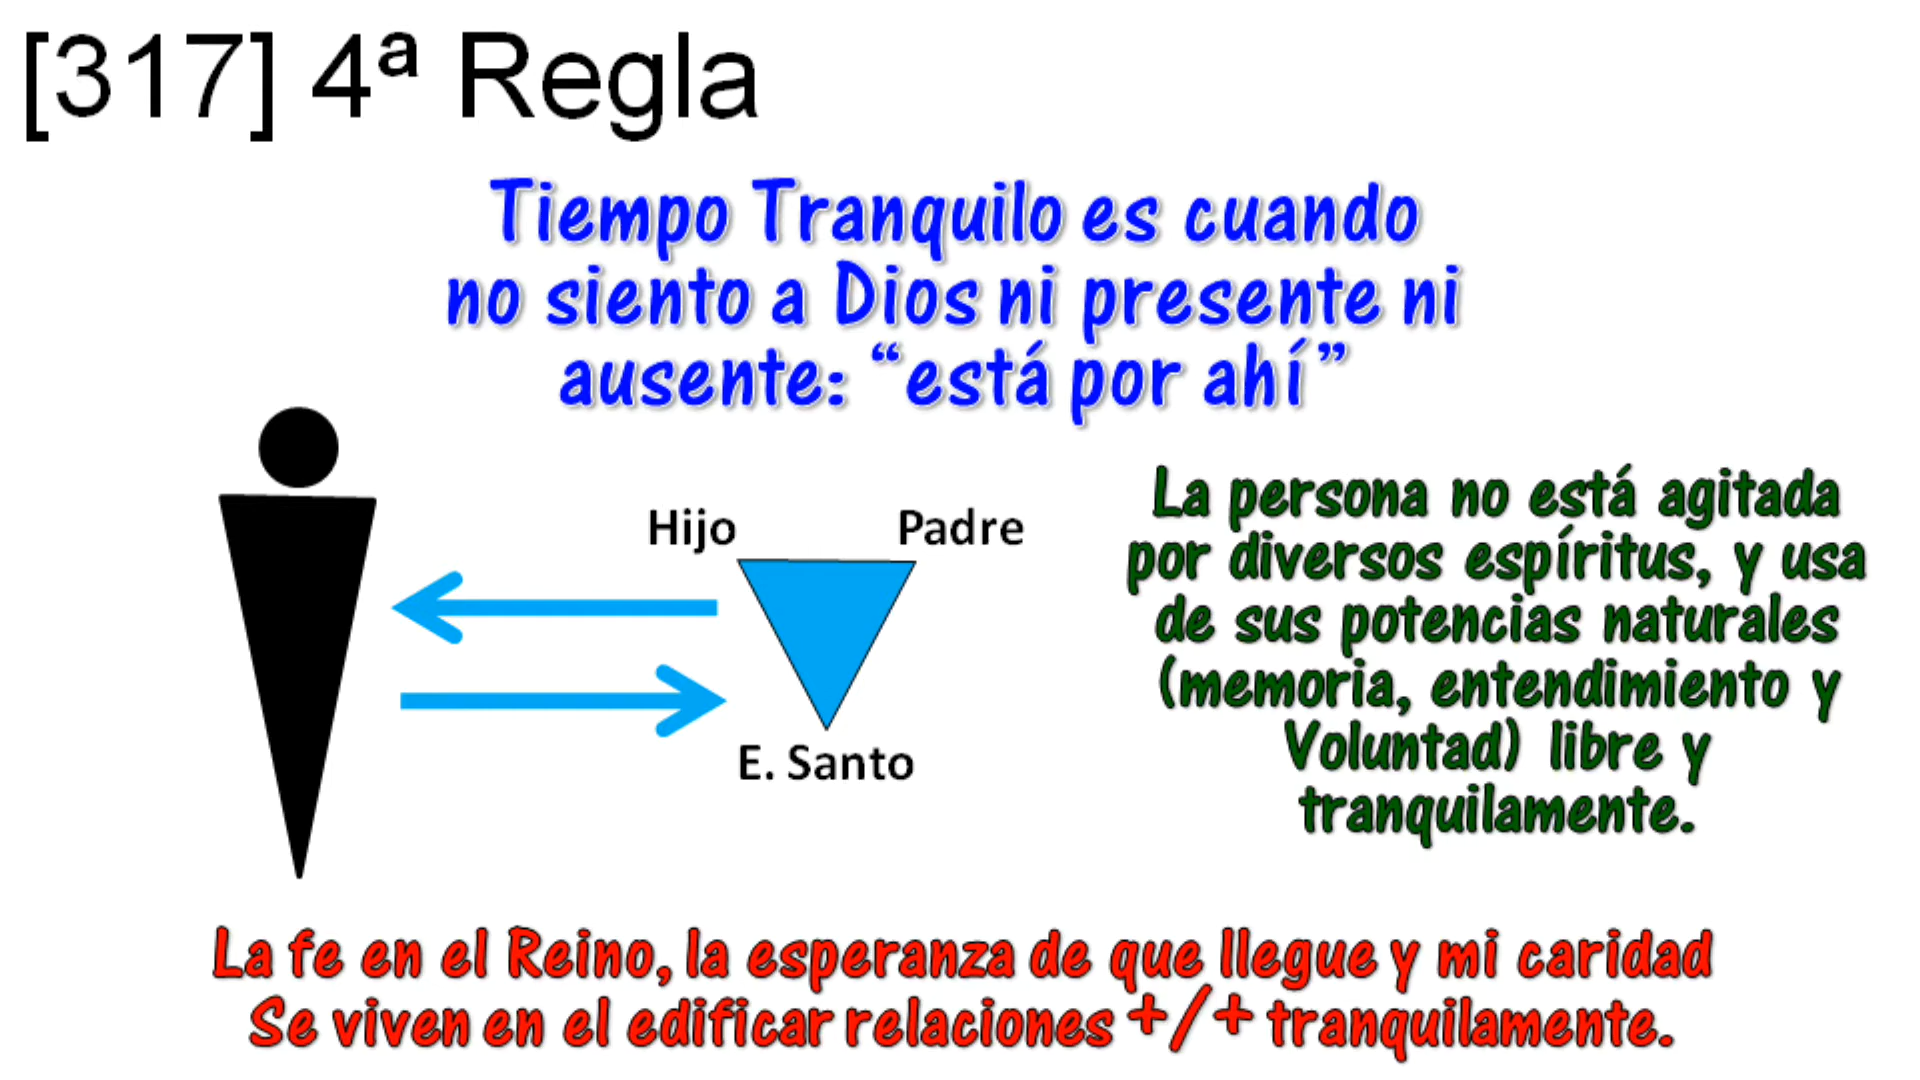 [317] 4ª Regla
Tiempo Tranquilo es cuando
no siento a Dios ni presente ni
ausente: “está por ahí”
Hijo
Padre
E. Santo
La persona no está agitada
por diversos espíritus, y usa
de sus potencias naturales
(memoria, entendimiento y
Voluntad) libre y
tranquilamente.
La fe en el Reino, la esperanza de que llegue y mi caridad
Se viven en el edificar relaciones +/+ tranquilamente.